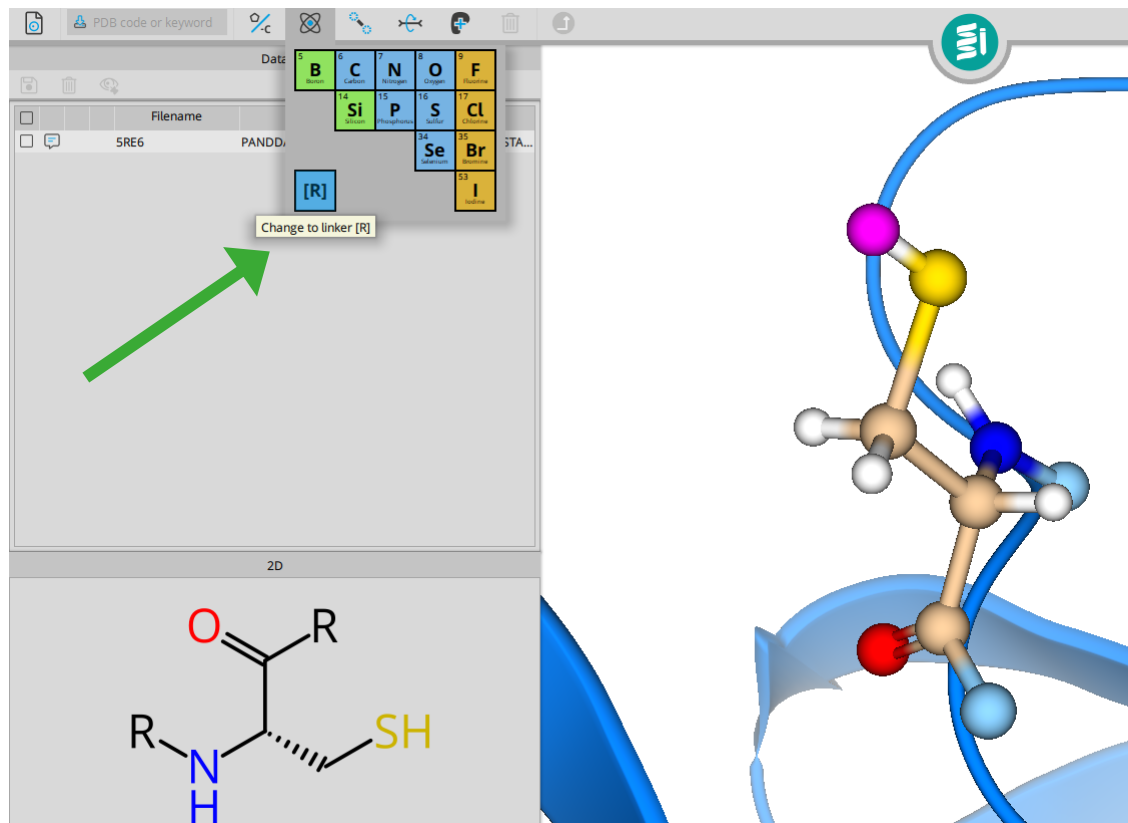 PDB code or keyword
-C
Data
5 B Boron
6 C Carbon
7 N Nitrogen
8 O Oxygen
9 F Fluorine
14 Si Silicon
15 P Phosphorus
16 S Sulfur
17 Cl Chlorine
34 Se Selenium
35 Br Bromine
[R]
53 I Iodine
Change to linker [R]
Filename
5RE6 PANDDA STA...
2D
O R
R SH
N
H